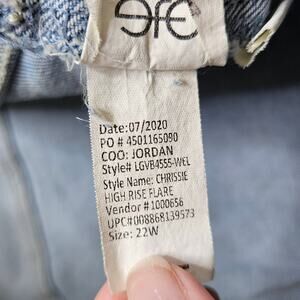 Date:07/2020
PO # 4501165090
COO: JORDAN
Style# LGVB4555-WEL
Style Name: CHRISSIE
HIGH RISE FLARE
Vendor #1000656
UPC#008868139573
Size: 22W